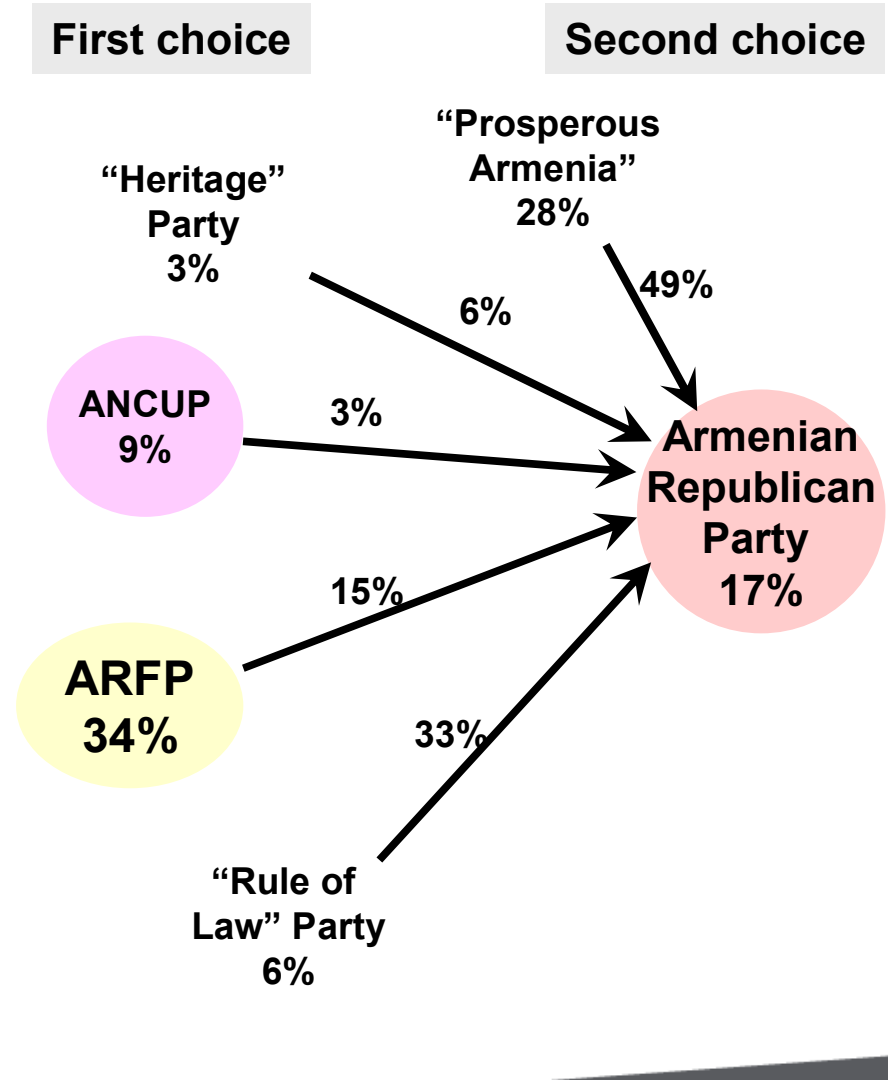 First choice
Second choice
“Prosperous
Armenia”
28%
“Heritage”
Party
3%
49%
6%
ANCUP
9%
3%
Armenian
Republican
Party
17%
15%
ARFP
34%
33%
“Rule of
Law” Party
6%